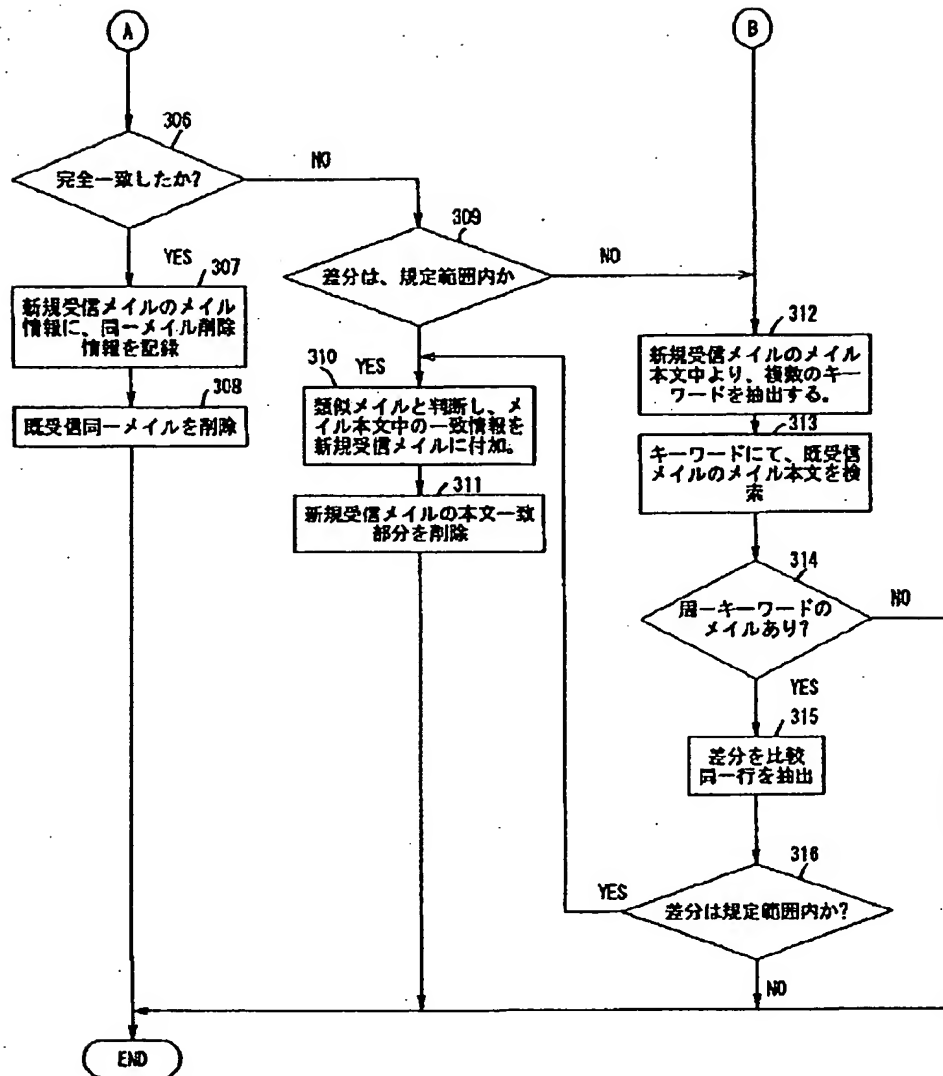 A
B
306
完全一致したか?
NO
YES
307
新規受信メイルのメイル
情報に、同一メイル削除
情報を記録
308
既受信同一メイルを削除
309
差分は、規定範囲内か
NO
310
YES
類似メイルと判断し、メイ
ル本文中の一致情報を
新規受信メイルに付加。
311
新規受信メイルの本文一致
部分を削除
312
新規受信メイルのメイル
本文中より、複数のキー
ワードを抽出する。
313
キーワードにて、既受信
メイルのメイル本文を検
索
314
周一キーワードの
メイルあり?
NO
YES
315
差分を比較
同一行を抽出
316
差分は規定範囲内か?
YES
NO
END